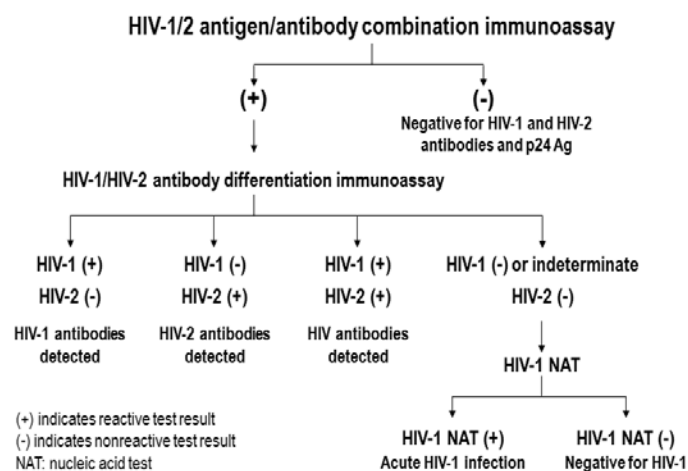 HIV-1/2 antigen/antibody combination immunoassay
(+)
(-)
Negative for HIV-1 and HIV-2
antibodies and p24 Ag
HIV-1/HIV-2 antibody differentiation immunoassay
HIV-1 (+)
HIV-2 (-)
HIV-1 antibodies
detected
HIV-1 (-)
HIV-2 (+)
HIV-2 antibodies
detected
HIV-1 (+)
HIV-2 (+)
HIV antibodies
detected
HIV-1 (-) or indeterminate
HIV-2 (-)
HIV-1 NAT
HIV-1 NAT (+)
Acute HIV-1 infection
HIV-1 NAT (-)
Negative for HIV-1
(+) indicates reactive test result
(-) indicates nonreactive test result
NAT: nucleic acid test